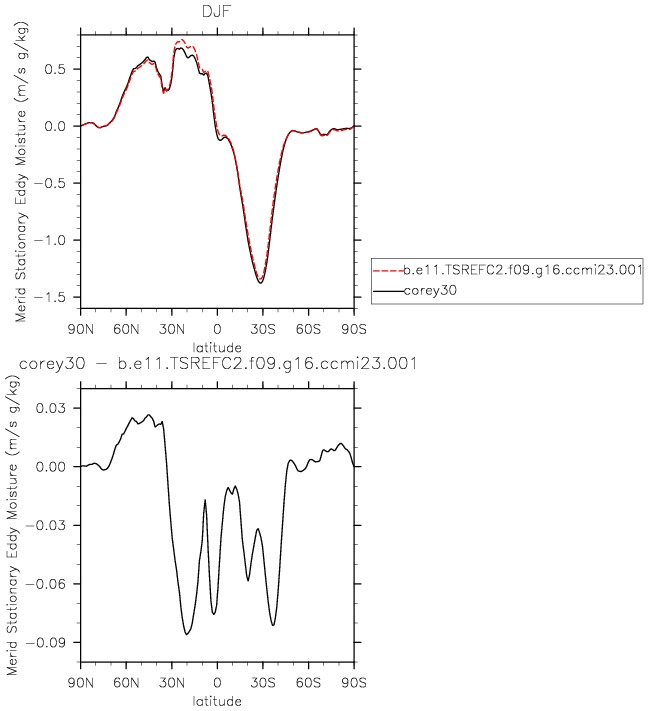 DJF
Merid Stationary Eddy Moisture (m/s g/kg)
0.5
0.0
−0.5
−1.0
−1.5
90N 60N 30N 0 30S 60S 90S
latitude
b.e11.TSREFC2.f09.g16.ccmi23.001
corey30
corey30 − b.e11.TSREFC2.f09.g16.ccmi23.001
Merid Stationary Eddy Moisture (m/s g/kg)
0.03
0.00
−0.03
−0.06
−0.09
90N 60N 30N 0 30S 60S 90S
latitude